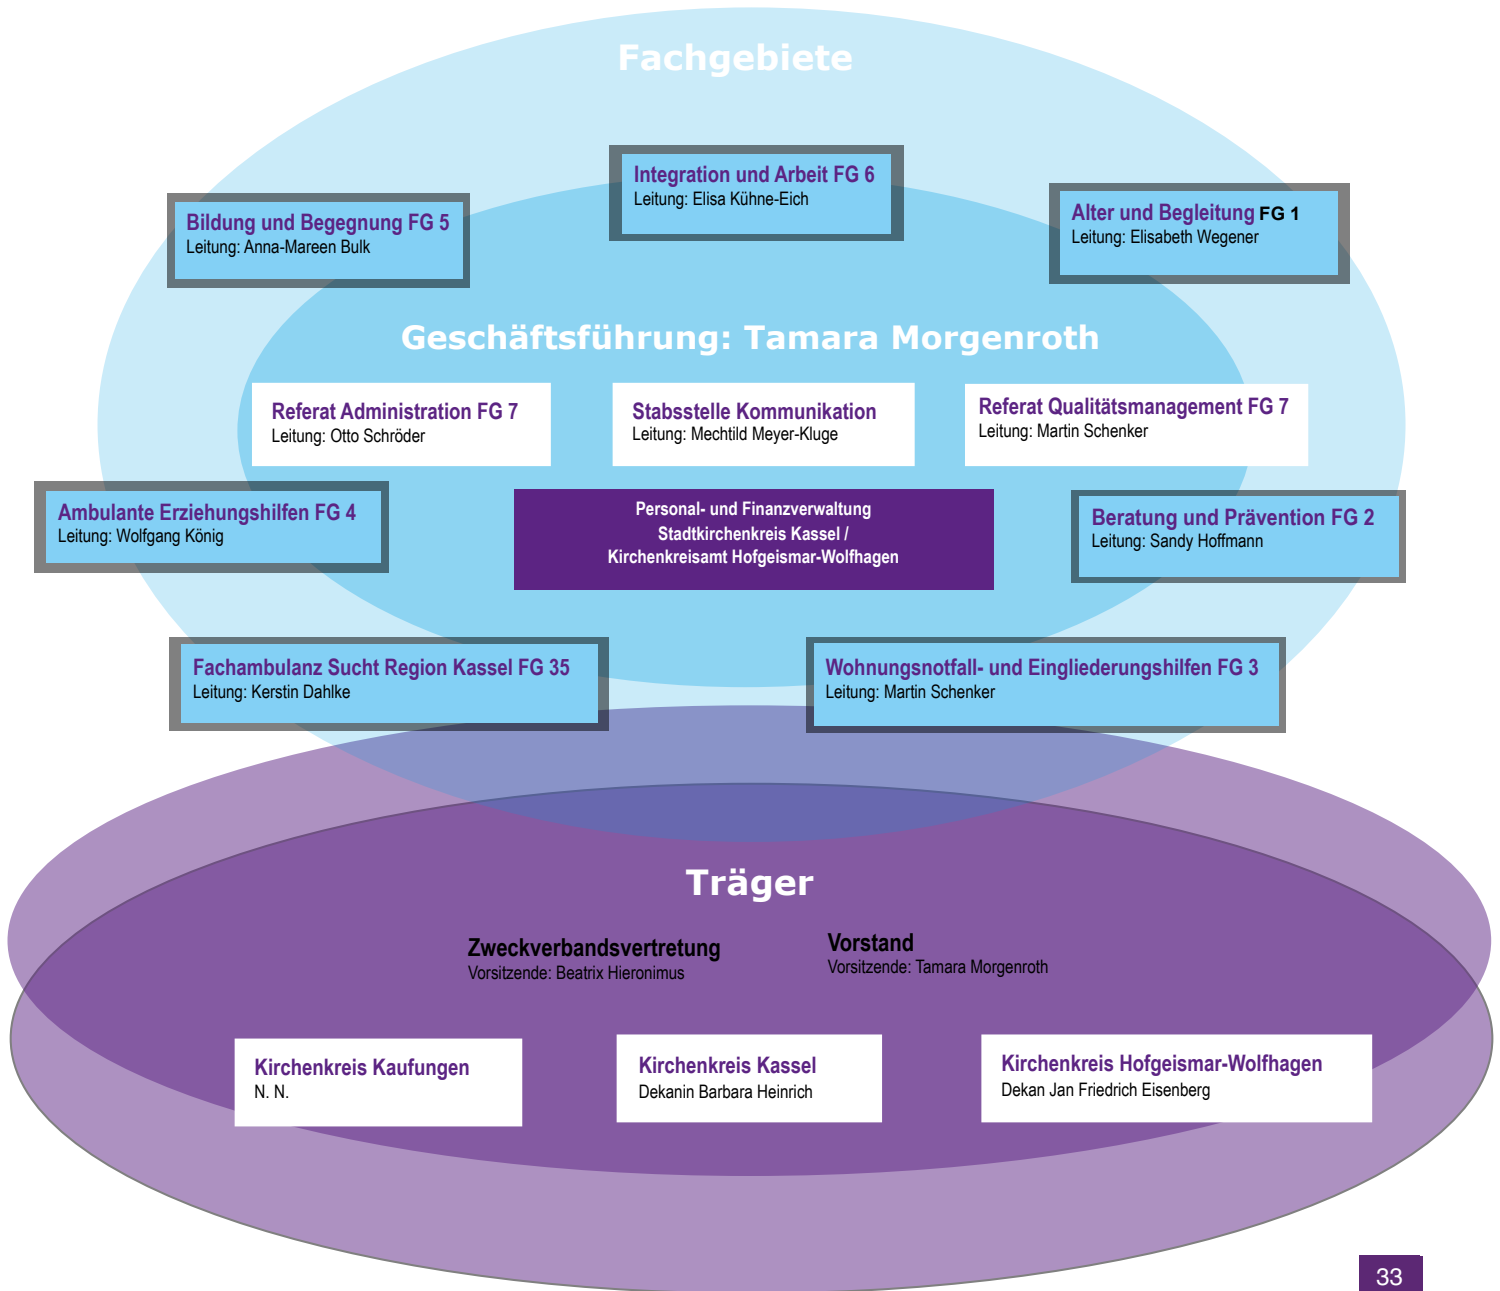 Fachgebiete
Integration und Arbeit FG 6
Leitung: Elisa Kühne-Eich
Bildung und Begegnung FG 5
Leitung: Anna-Mareen Bulk
Alter und Begleitung FG 1
Leitung: Elisabeth Wegener
Geschäftsführung: Tamara Morgenroth
Referat Administration FG 7
Leitung: Otto Schröder
Stabsstelle Kommunikation
Leitung: Mechtild Meyer-Kluge
Referat Qualitätsmanagement FG 7
Leitung: Martin Schenker
Ambulante Erziehungshilfen FG 4
Leitung: Wolfgang König
Personal- und Finanzverwaltung
Stadtkirchenkreis Kassel /
Kirchenkreisamt Hofgeismar-Wolfhagen
Beratung und Prävention FG 2
Leitung: Sandy Hoffmann
Fachambulanz Sucht Region Kassel FG 35
Leitung: Kerstin Dahlke
Wohnungsnotfall- und Eingliederungshilfen FG 3
Leitung: Martin Schenker
Träger
Zweckverbandsvertretung
Vorsitzende: Beatrix Hieronimus
Vorstand
Vorsitzende: Tamara Morgenroth
Kirchenkreis Kaufungen
N. N.
Kirchenkreis Kassel
Dekanin Barbara Heinrich
Kirchenkreis Hofgeismar-Wolfhagen
Dekan Jan Friedrich Eisenberg
33